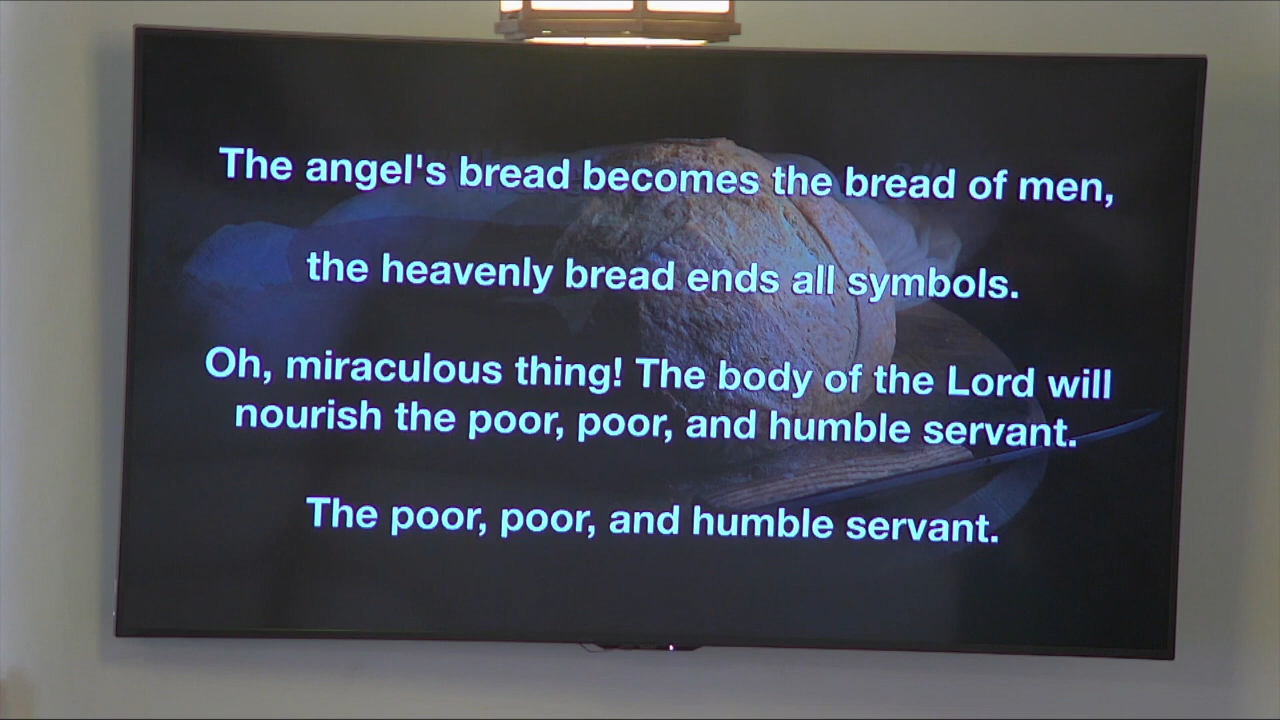 The angel's bread becomes the bread of men,
the heavenly bread ends all symbols.
Oh, miraculous thing! The body of the Lord will
nourish the poor, poor, and humble servant.
The poor, poor, and humble servant.